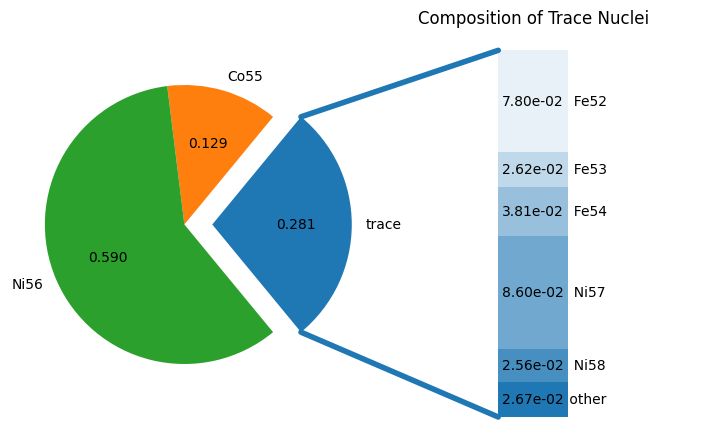 Composition of Trace Nuclei
Co55
0.129
0.590
Ni56
0.281
trace
7.80e-02 Fe52
2.62e-02 Fe53
3.81e-02 Fe54
8.60e-02 Ni57
2.56e-02 Ni58
2.67e-02 other